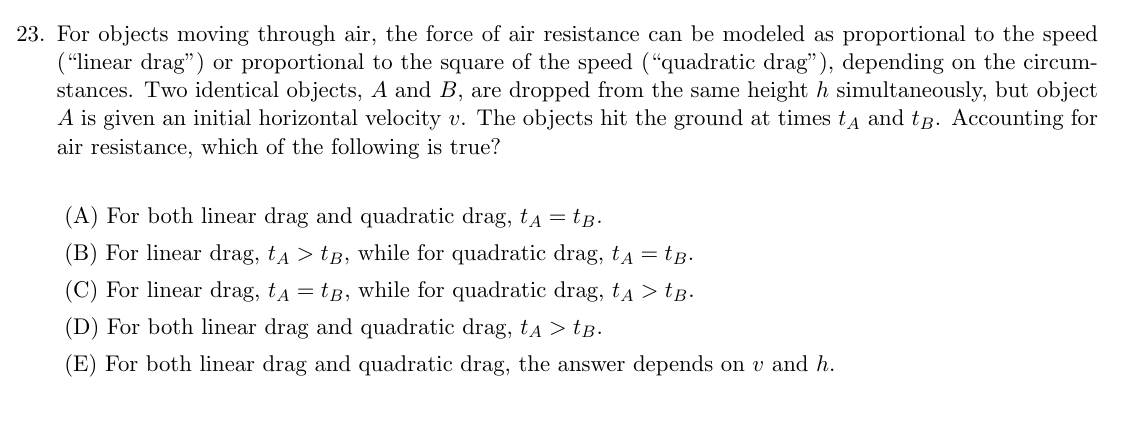 23. For objects moving through air, the force of air resistance can be modeled as proportional to the speed
(“linear drag”) or proportional to the square of the speed (“quadratic drag”), depending on the circum-
stances. Two identical objects, A and B, are dropped from the same height h simultaneously, but object
A is given an initial horizontal velocity v. The objects hit the ground at times t_A and t_B. Accounting for
air resistance, which of the following is true?
(A) For both linear drag and quadratic drag, t_A = t_B.
(B) For linear drag, t_A > t_B, while for quadratic drag, t_A = t_B.
(C) For linear drag, t_A = t_B, while for quadratic drag, t_A > t_B.
(D) For both linear drag and quadratic drag, t_A > t_B.
(E) For both linear drag and quadratic drag, the answer depends on v and h.